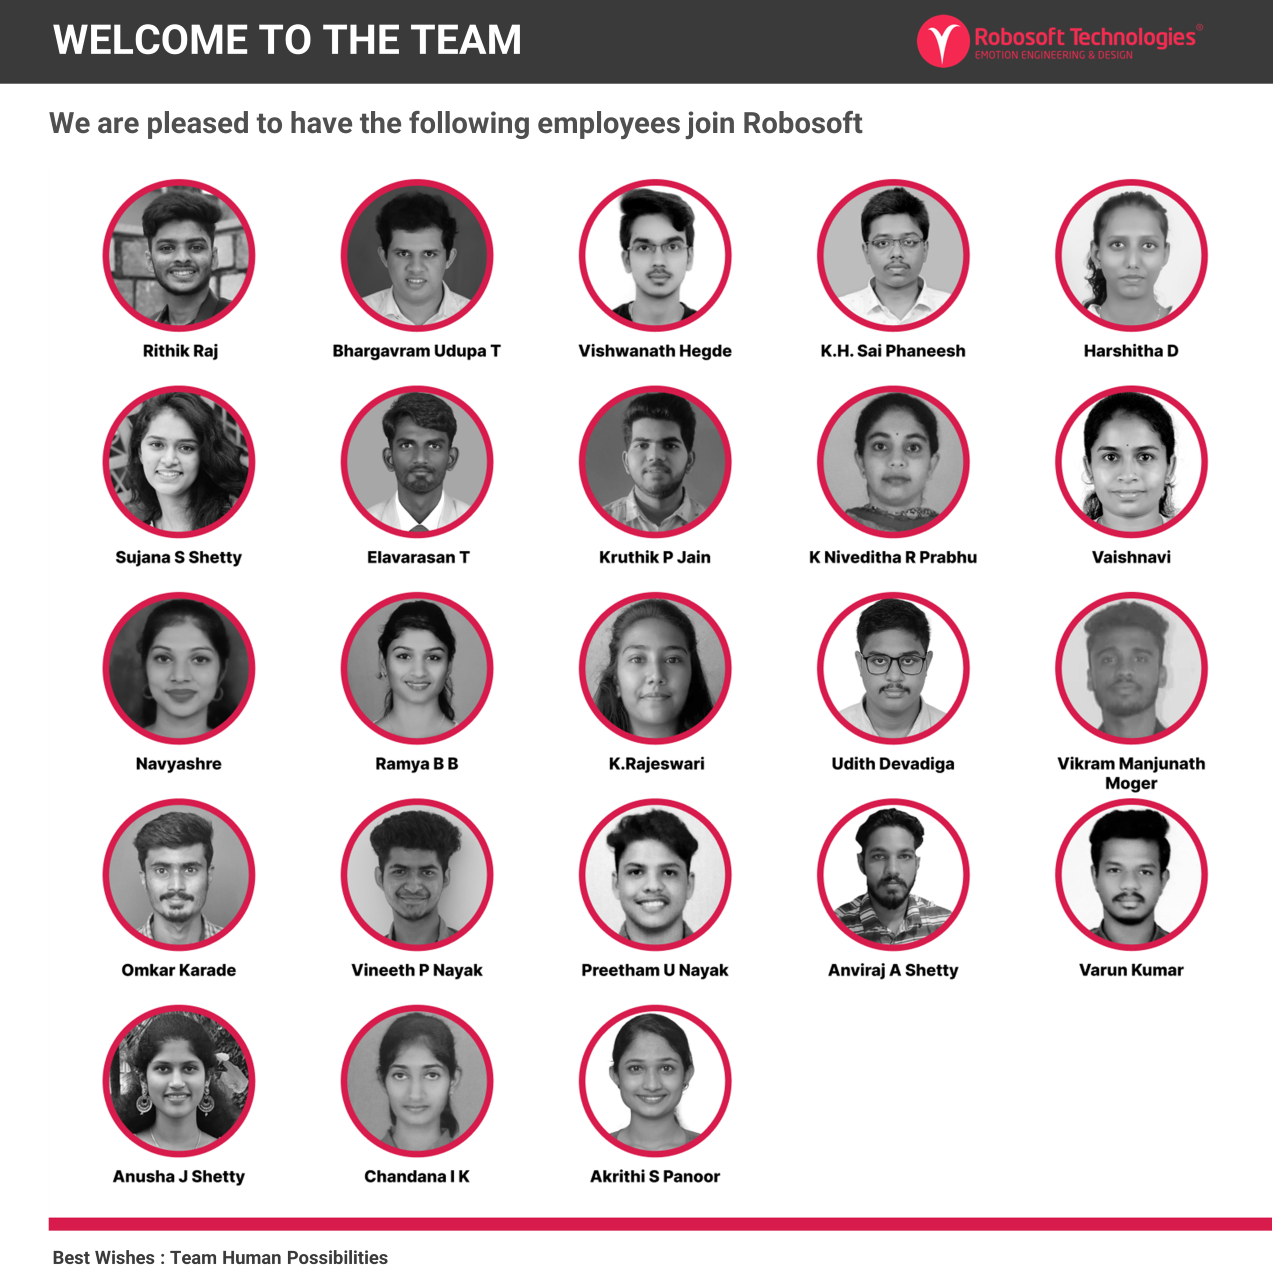 WELCOME TO THE TEAM
Robosoft Technologies®
EMOTION ENGINEERING & DESIGN
We are pleased to have the following employees join Robosoft
Rithik Raj
Bhargavram Udupa T
Vishwanath Hegde
K.H. Sai Phaneesh
Harshitha D
Sujana S Shetty
Elavarasan T
Kruthik P Jain
K Niveditha R Prabhu
Vaishnavi
Navyashre
Ramya B B
K.Rajeswari
Udith Devadiga
Vikram Manjunath
Moger
Omkar Karade
Vineeth P Nayak
Preetham U Nayak
Anviraj A Shetty
Varun Kumar
Anusha J Shetty
Chandana I K
Akrithi S Panoor
Best Wishes : Team Human Possibilities